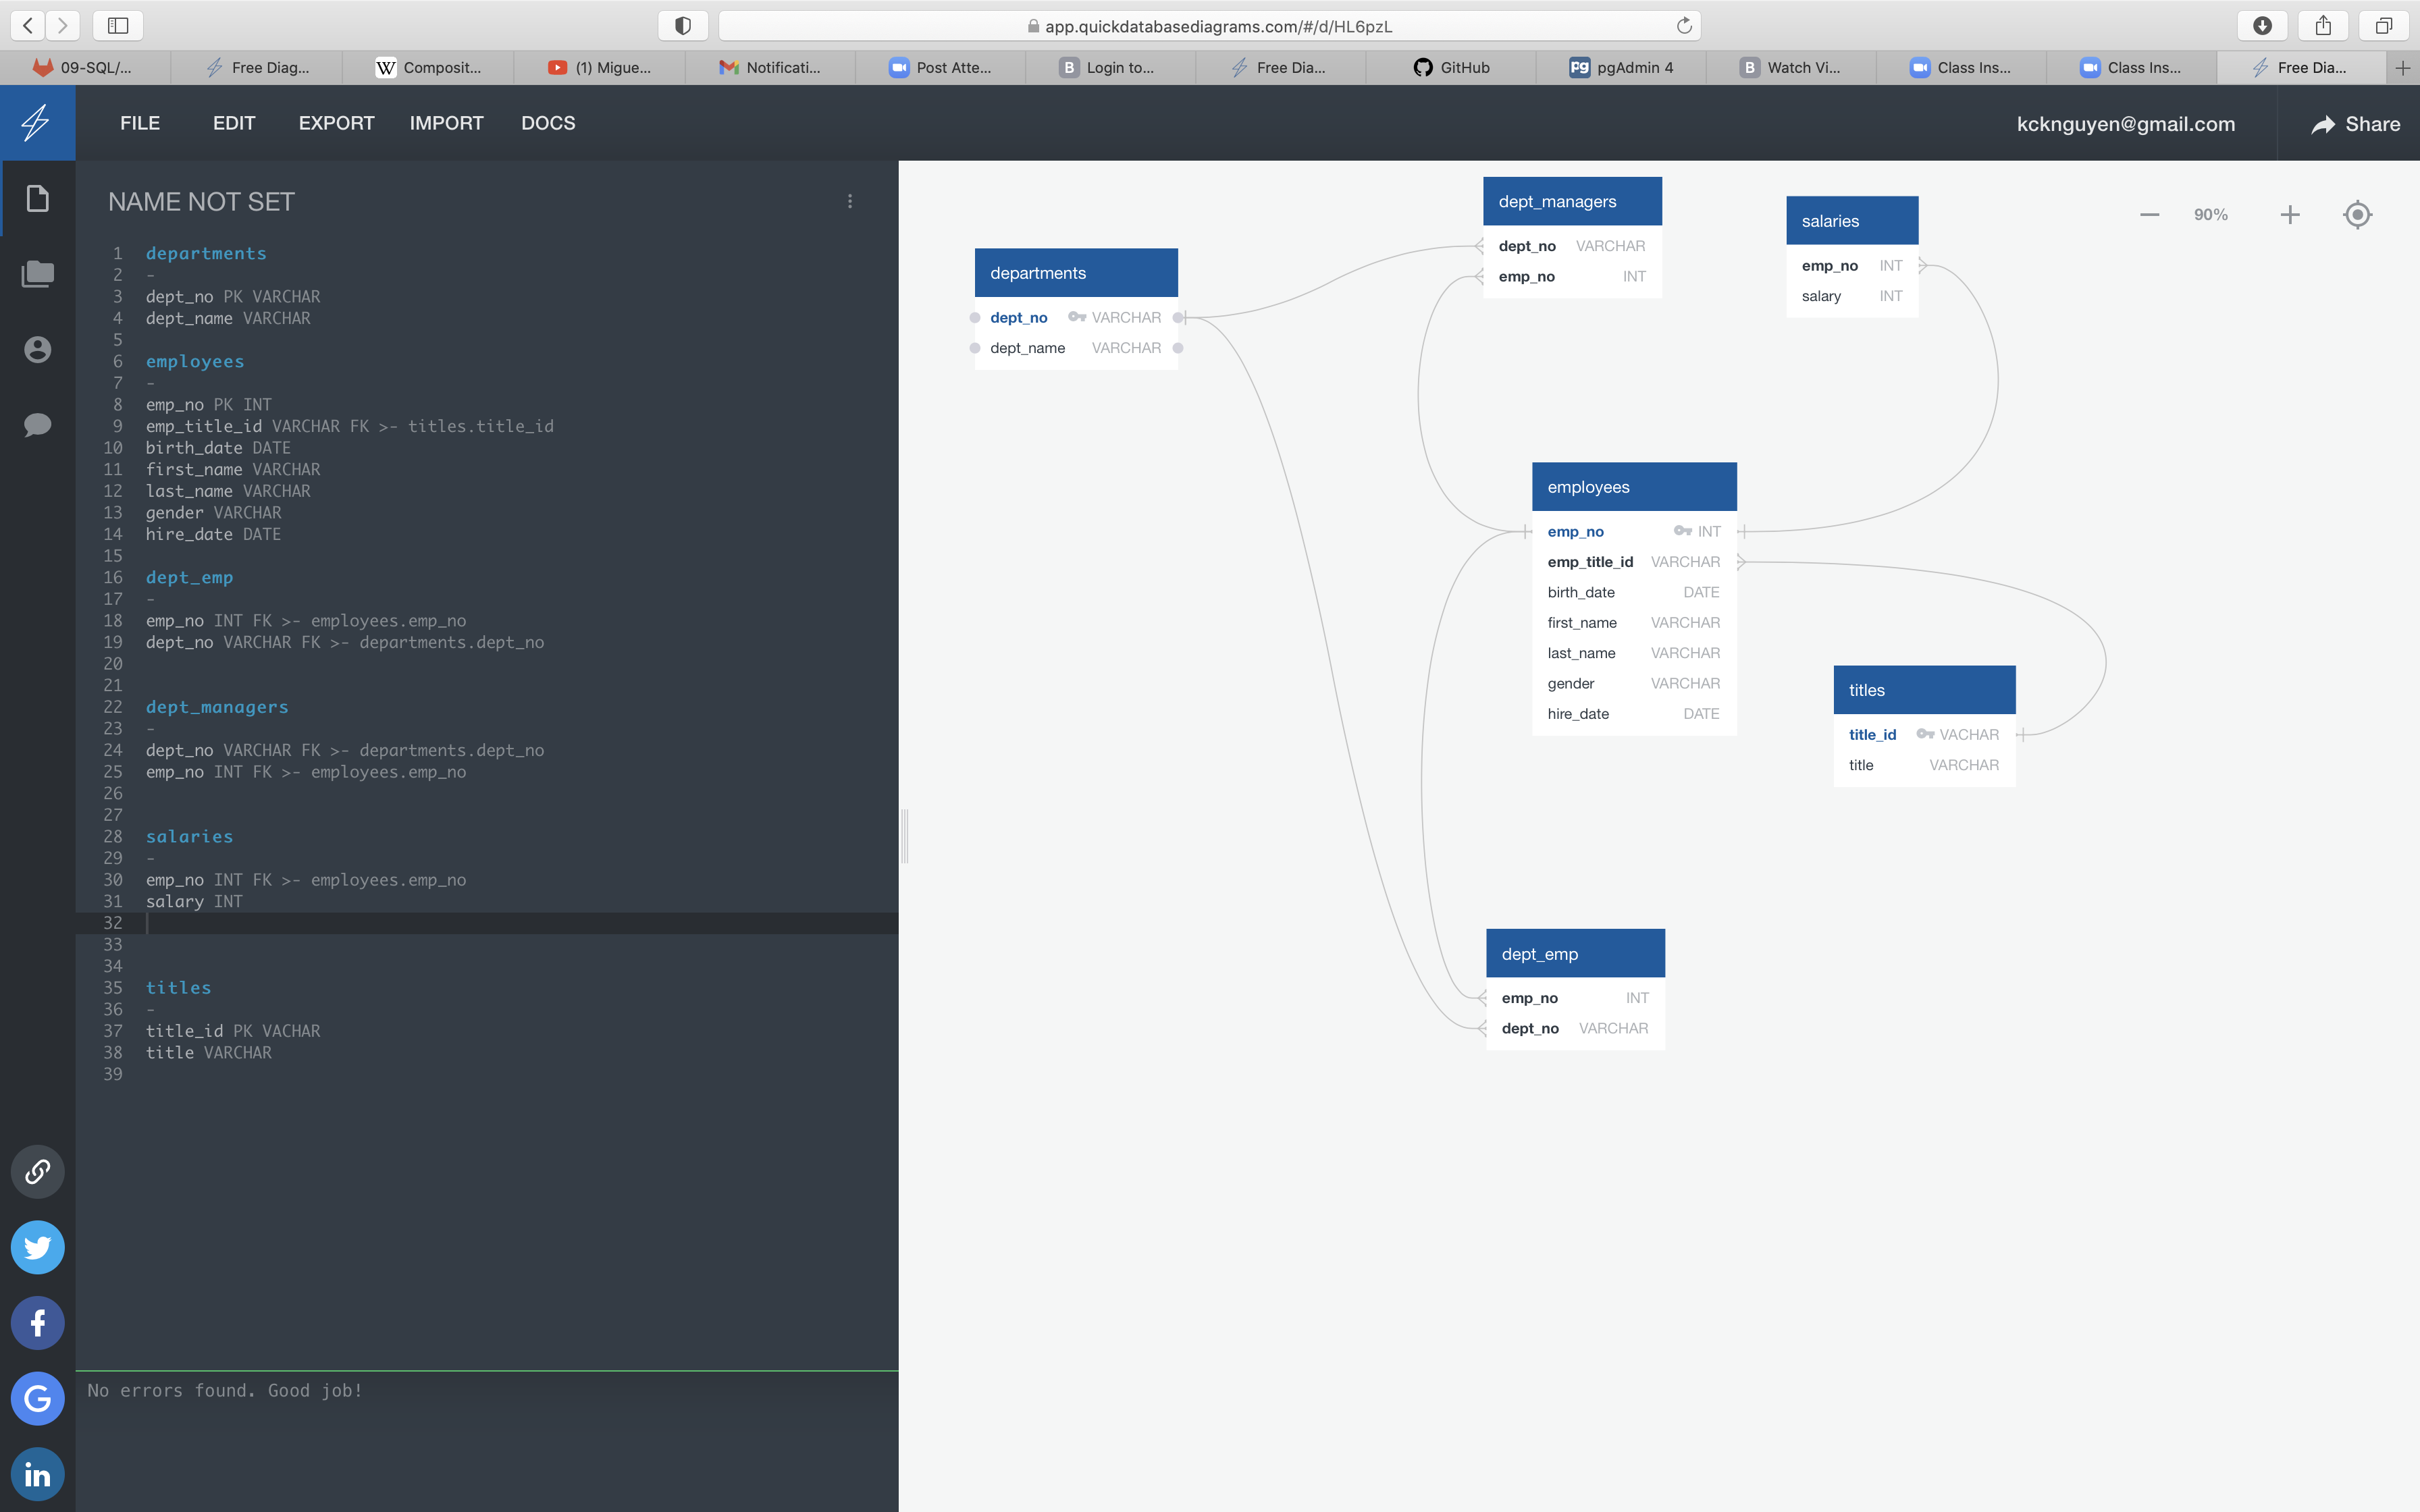 app.quickdatabasediagrams.com/#/d/HL6pzL
09-SQL/...
Free Diag...
W Composit...
(1) Migue...
Notificati...
Post Atte...
B Login to...
Free Dia...
GitHub
pg pgAdmin 4
B Watch Vi...
Class Ins...
Class Ins...
Free Dia...
FILE EDIT EXPORT IMPORT DOCS
kcknguyen@gmail.com
Share
NAME NOT SET
1 departments
2 -
3 dept_no PK VARCHAR
4 dept_name VARCHAR
5
6 employees
7 -
8 emp_no PK INT
9 emp_title_id VARCHAR FK >- titles.title_id
10 birth_date DATE
11 first_name VARCHAR
12 last_name VARCHAR
13 gender VARCHAR
14 hire_date DATE
15
16 dept_emp
17 -
18 emp_no INT FK >- employees.emp_no
19 dept_no VARCHAR FK >- departments.dept_no
20
21
22 dept_managers
23 -
24 dept_no VARCHAR FK >- departments.dept_no
25 emp_no INT FK >- employees.emp_no
26
27
28 salaries
29 -
30 emp_no INT FK >- employees.emp_no
31 salary INT
32
33
34
35 titles
36 -
37 title_id PK VACHAR
38 title VARCHAR
39
No errors found. Good job!
90%
departments
dept_no VARCHAR
dept_name VARCHAR
dept_managers
dept_no VARCHAR
emp_no INT
salaries
emp_no INT
salary INT
employees
emp_no INT
emp_title_id VARCHAR
birth_date DATE
first_name VARCHAR
last_name VARCHAR
gender VARCHAR
hire_date DATE
titles
title_id VACHAR
title VARCHAR
dept_emp
emp_no INT
dept_no VARCHAR
f
G
in